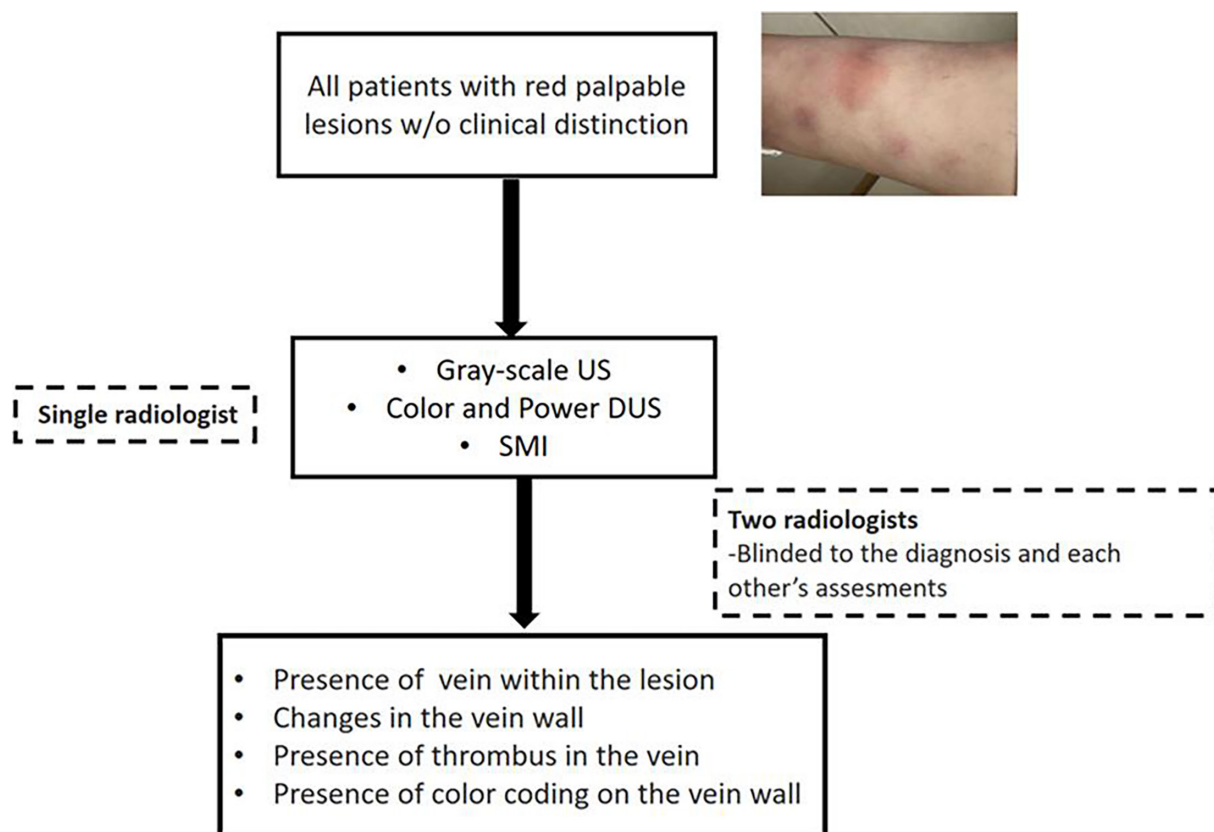 All patients with red palpable
lesions w/o clinical distinction
• Gray-scale US
• Color and Power DUS
• SMI
Single radiologist
Two radiologists
-Blinded to the diagnosis and each
other's assesments
• Presence of vein within the lesion
• Changes in the vein wall
• Presence of thrombus in the vein
• Presence of color coding on the vein wall